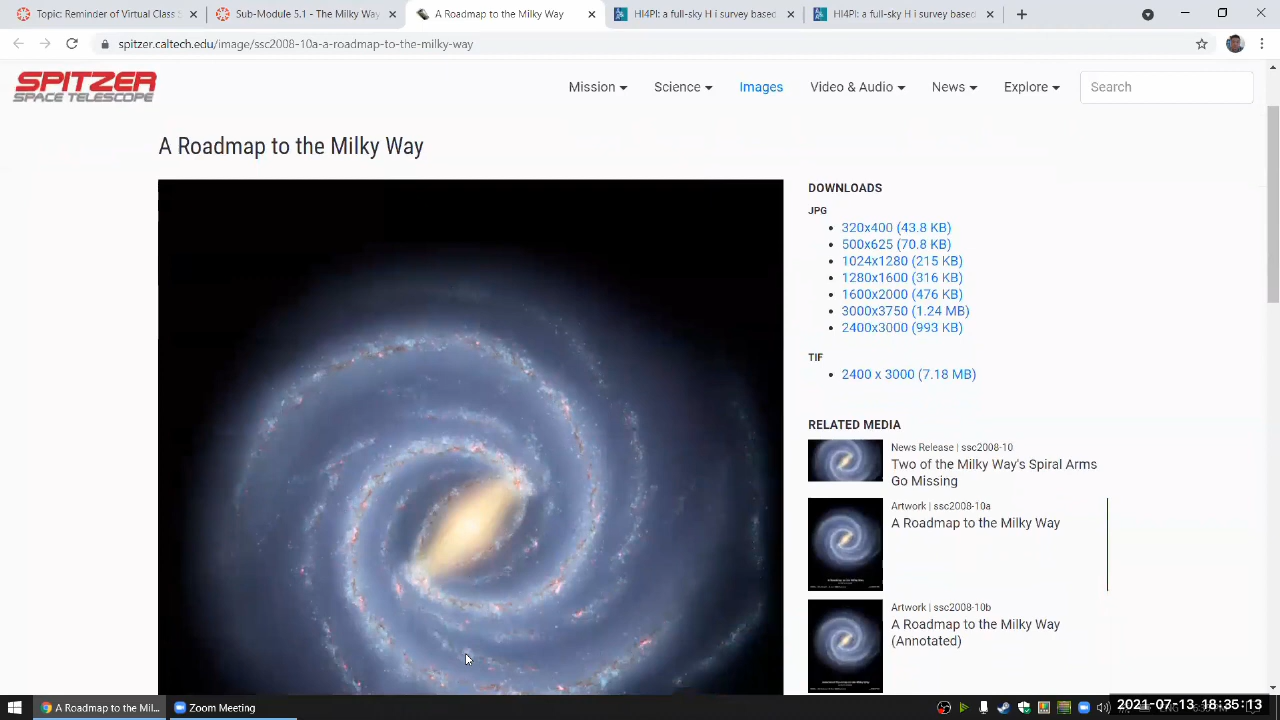 Topic Reminder of Virtual Class S
Sub-Module 5.1 - The Milky Way
A Roadmap to the Milky Way
HI4PI: a full-sky H i survey based
HI4PI: a full-sky H i survey based
spitzer.caltech.edu/image/ssc2008-10a-a-roadmap-to-the-milky-way
SPITZER
SPACE TELESCOPE
Mission
Science
Images
Video & Audio
News
Explore
Search
A Roadmap to the Milky Way
DOWNLOADS
JPG
320x400 (43.8 KB)
500x625 (70.8 KB)
1024x1280 (215 KB)
1280x1600 (316 KB)
1600x2000 (476 KB)
3000x3750 (1.24 MB)
2400x3000 (993 KB)
TIF
2400 x 3000 (7.18 MB)
RELATED MEDIA
News Release | ssc2008-10
Two of the Milky Way's Spiral Arms
Go Missing
Artwork | ssc2008-10a
A Roadmap to the Milky Way
Artwork | ssc2008-10b
A Roadmap to the Milky Way
(Annotated)
A Roadmap to the Mil...
Zoom Meeting
2021-07-13 18:35:13